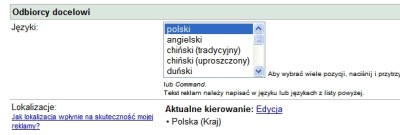 Odbiorcy docelowi
Języki:
polski
angielski
chiński (tradycyjny)
chiński (uproszczony)
duński
Aby wybrać wiele pozycji, naciśnij i przytrzy
lub Command.
Tekst reklam należy napisać w języku lub językach z listy powyżej.
Lokalizacje:
Jak lokalizacja wpływie na skuteczność mojej
reklamy?
Aktualne kierowanie: Edycja
• Polska (Kraj)